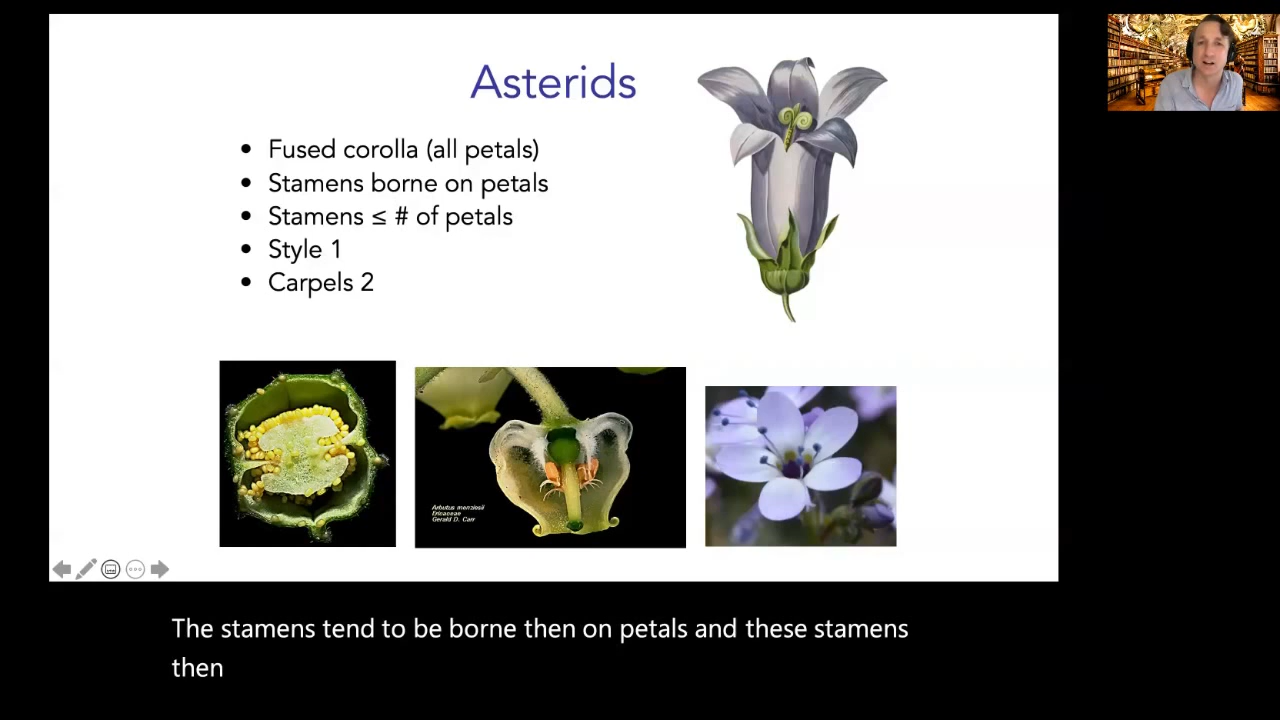 Asterids
• Fused corolla (all petals)
• Stamens borne on petals
• Stamens ≤ # of petals
• Style 1
• Carpels 2
Arbutus menziesii
Ericaceae
Gerald D. Carr
The stamens tend to be borne then on petals and these stamens
then